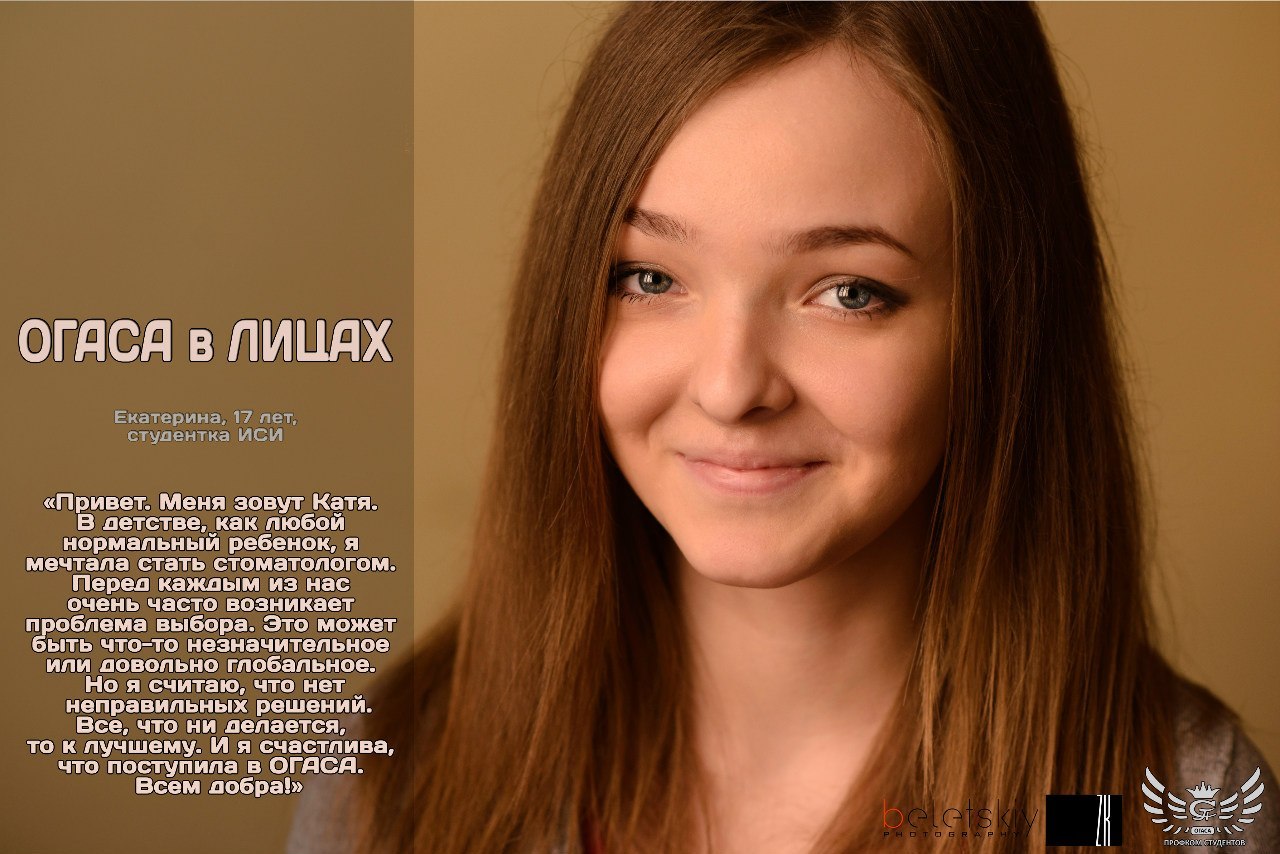 ОГАСА в ЛИЦАХ
Екатерина, 17 лет,
студентка ИСИ
«Привет. Меня зовут Катя.
В детстве, как любой
нормальный ребенок, я
мечтала стать стоматологом.
Перед каждым из нас
очень часто возникает
проблема выбора. Это может
быть что-то незначительное
или довольно глобальное.
Но я считаю, что нет
неправильных решений.
Все, что ни делается,
то к лучшему. И я счастлива,
что поступила в ОГАСА.
Всем добра!»
beletskiy
PHOTOGRAPHY
ZK
ОГАСА
ПРОФКОМ СТУДЕНТОВ